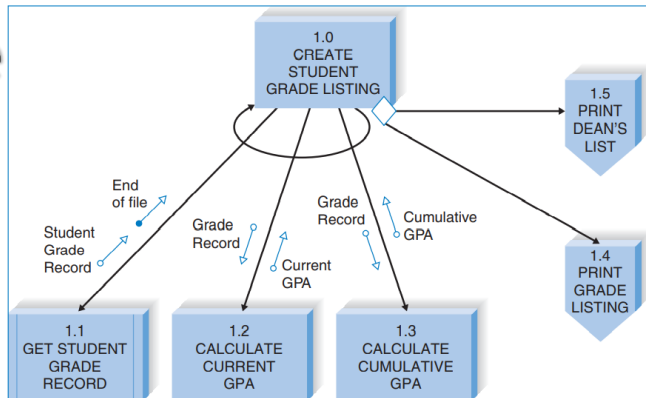 1.0
CREATE
STUDENT
GRADE LISTING
1.5
PRINT
DEAN'S
LIST
End
of file
Student
Grade
Record
Grade
Record
Current
GPA
Grade
Record
Cumulative
GPA
1.4
PRINT
GRADE
LISTING
1.1
GET STUDENT
GRADE
RECORD
1.2
CALCULATE
CURRENT
GPA
1.3
CALCULATE
CUMULATIVE
GPA